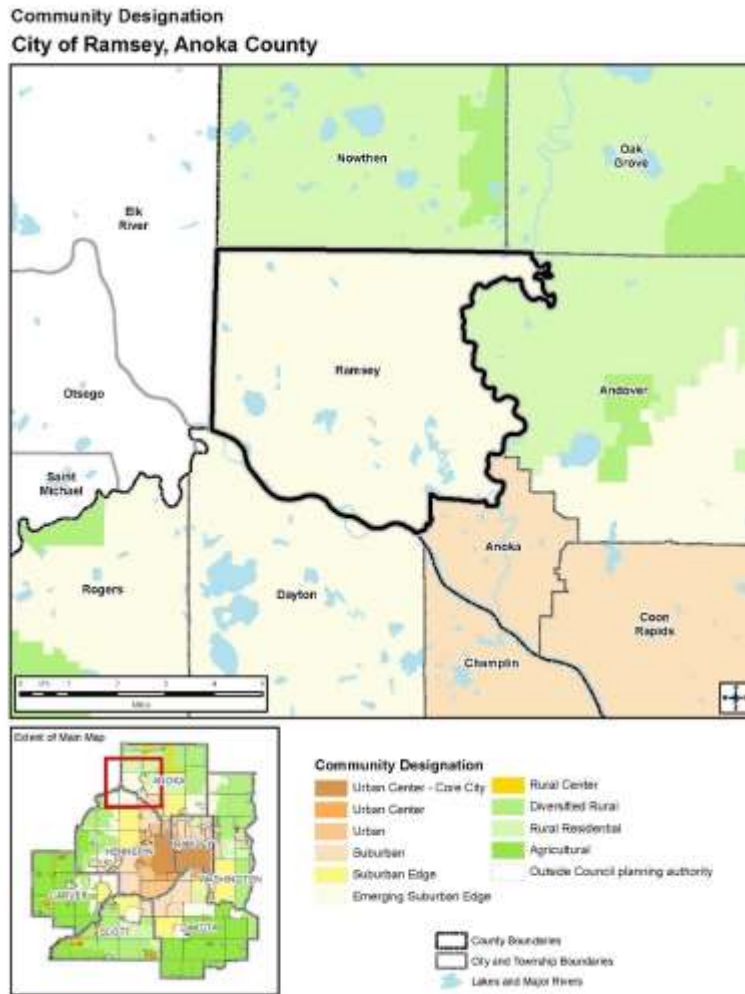 Community Designation
City of Ramsey, Anoka County
Nowthen
Oak
Grove
Elk
River
Ramsey
Otsego
Andover
Saint
Michael
Anoka
Rogers
Dayton
Coon
Rapids
Champlin
Miles
Extent of Main Map
ANOKA
HENNEPIN
RAMSEY
WASHINGTON
CARVER
SCOTT
DAKOTA
Community Designation
Urban Center - Core City
Urban Center
Urban
Suburban
Suburban Edge
Emerging Suburban Edge
Rural Center
Diversified Rural
Rural Residential
Agricultural
Outside Council planning authority
County Boundaries
City and Township Boundaries
Lakes and Major Rivers